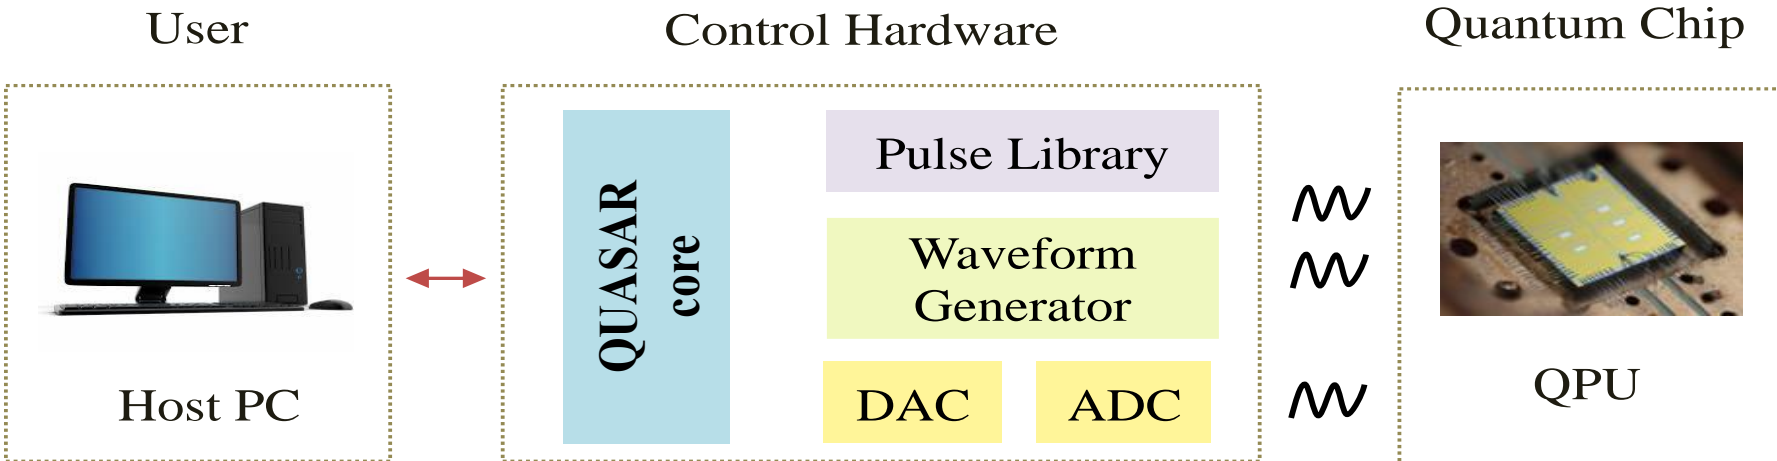 User
Control Hardware
Quantum Chip
Host PC
QUASAR
core
Pulse Library
Waveform
Generator
DAC
ADC
QPU